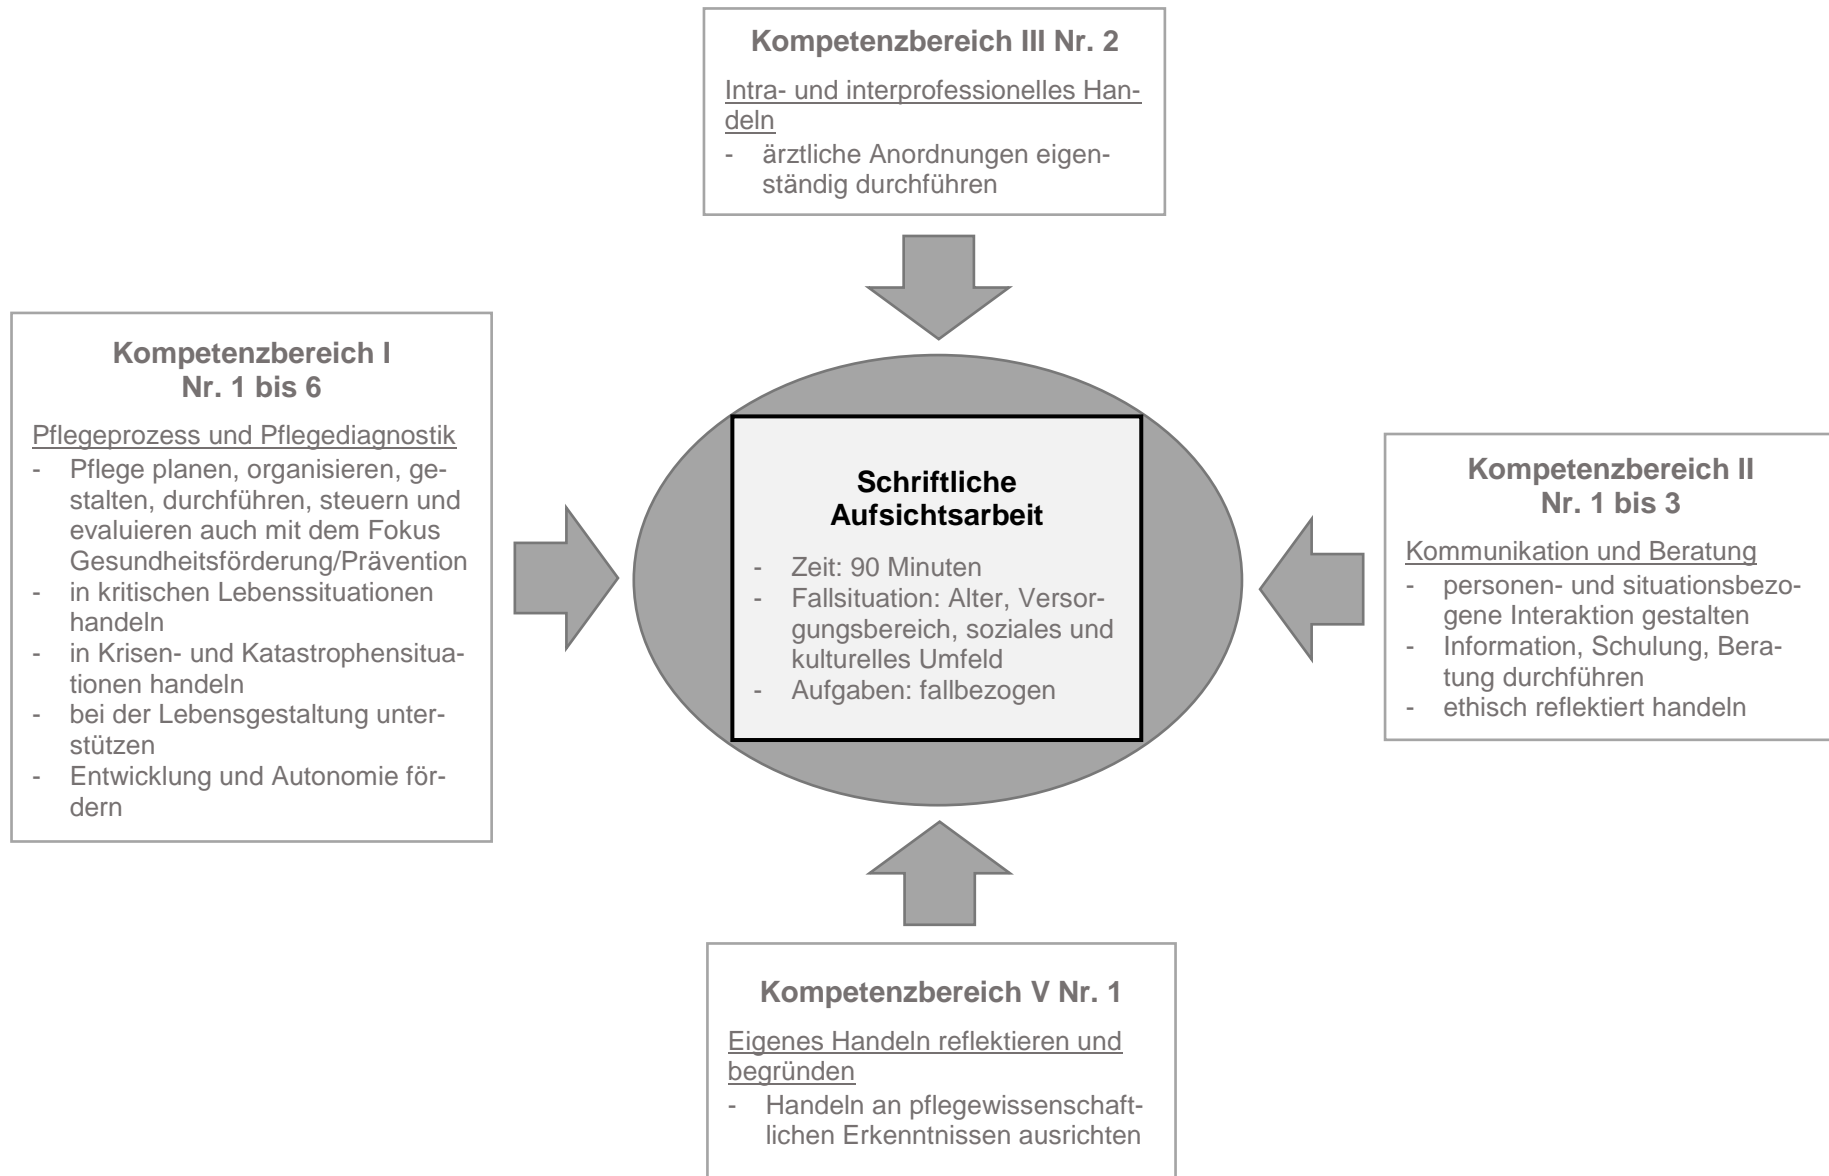 Kompetenzbereich III Nr. 2
Intra- und interprofessionelles Han-
deln
- ärztliche Anordnungen eigen-
ständig durchführen
Kompetenzbereich I
Nr. 1 bis 6
Pflegeprozess und Pflegediagnostik
- Pflege planen, organisieren, ge-
stalten, durchführen, steuern und
evaluieren auch mit dem Fokus
Gesundheitsförderung/Prävention
- in kritischen Lebenssituationen
handeln
- in Krisen- und Katastrophensitua-
tionen handeln
- bei der Lebensgestaltung unter-
stützen
- Entwicklung und Autonomie för-
dern
Schriftliche
Aufsichtsarbeit
- Zeit: 90 Minuten
- Fallsituation: Alter, Versor-
gungsbereich, soziales und
kulturelles Umfeld
- Aufgaben: fallbezogen
Kompetenzbereich II
Nr. 1 bis 3
Kommunikation und Beratung
- personen- und situationsbezo-
gene Interaktion gestalten
- Information, Schulung, Bera-
tung durchführen
- ethisch reflektiert handeln
Kompetenzbereich V Nr. 1
Eigenes Handeln reflektieren und
begründen
- Handeln an pflegewissenschaft-
lichen Erkenntnissen ausrichten